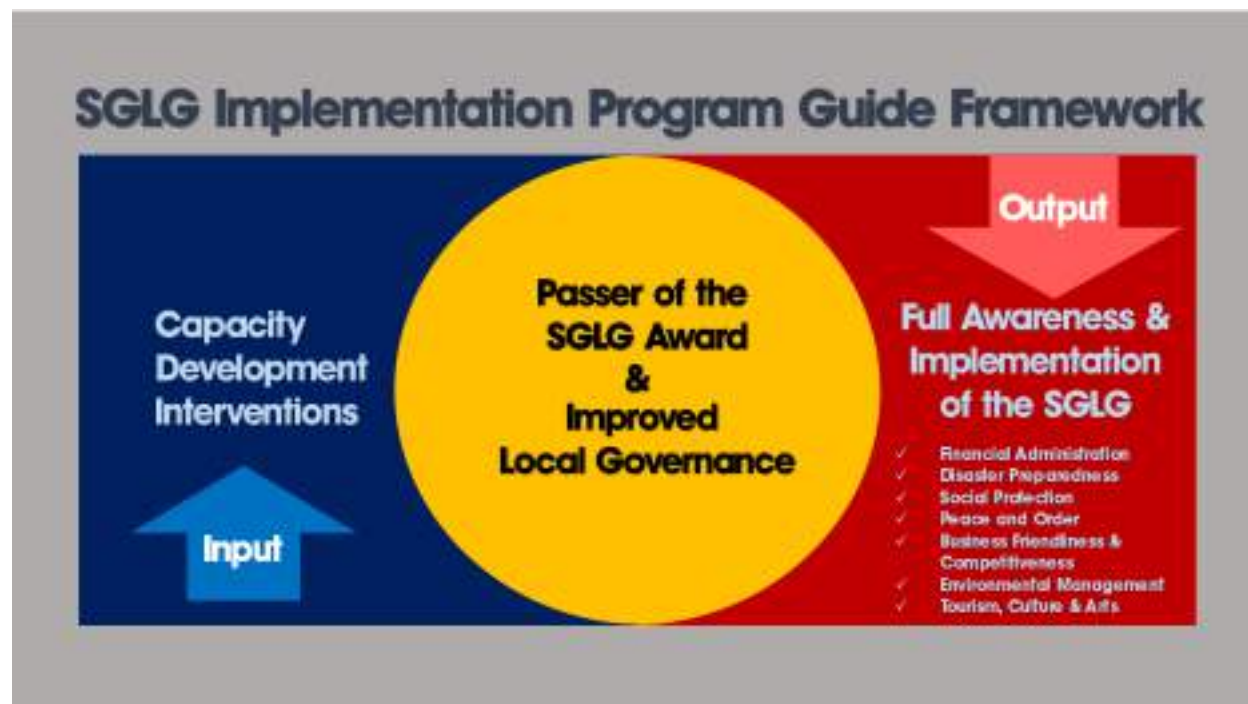 SGLG Implementation Program Guide Framework
Capacity
Development
Interventions
Input
Passer of the
SGLG Award
&
Improved
Local Governance
Output
Full Awareness &
Implementation
of the SGLG
✓ Financial Administration
✓ Disaster Preparedness
✓ Social Protection
✓ Peace and Order
✓ Business Friendliness &
Competitiveness
✓ Environmental Management
✓ Tourism, Culture & Arts